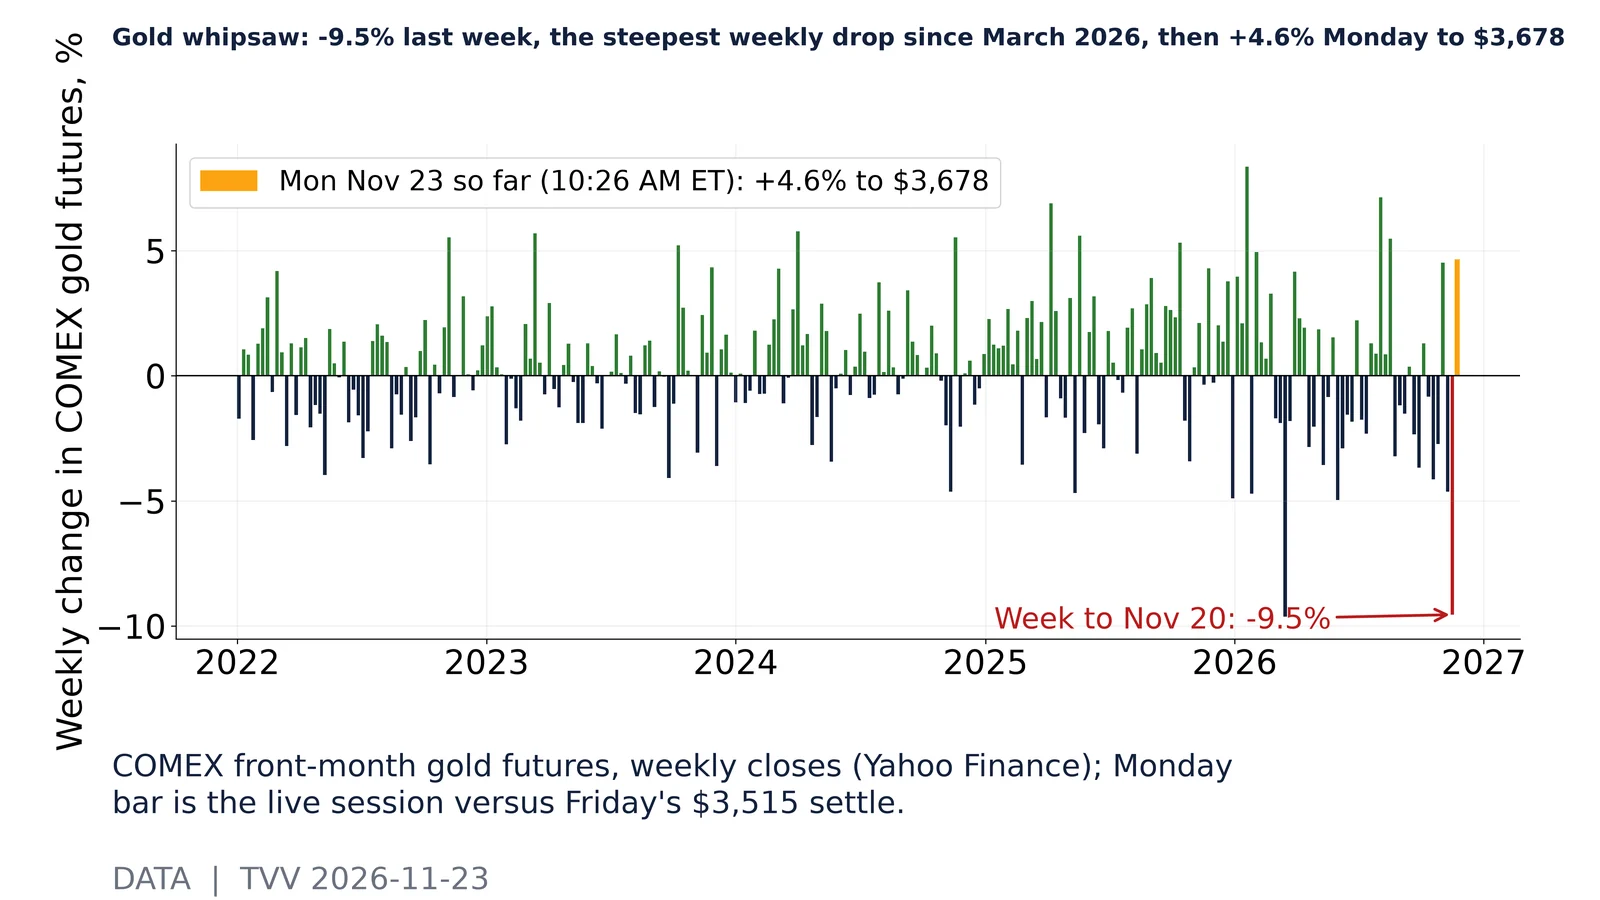 Gold whipsaw: -9.5% last week, the steepest weekly drop since March 2026, then +4.6% Monday to $3,678
Weekly change in COMEX gold futures, %
Mon Nov 23 so far (10:26 AM ET): +4.6% to $3,678
5
0
−5
−10
Week to Nov 20: -9.5%
2022
2023
2024
2025
2026
2027
COMEX front-month gold futures, weekly closes (Yahoo Finance); Monday
bar is the live session versus Friday's $3,515 settle.
DATA | TVV 2026-11-23